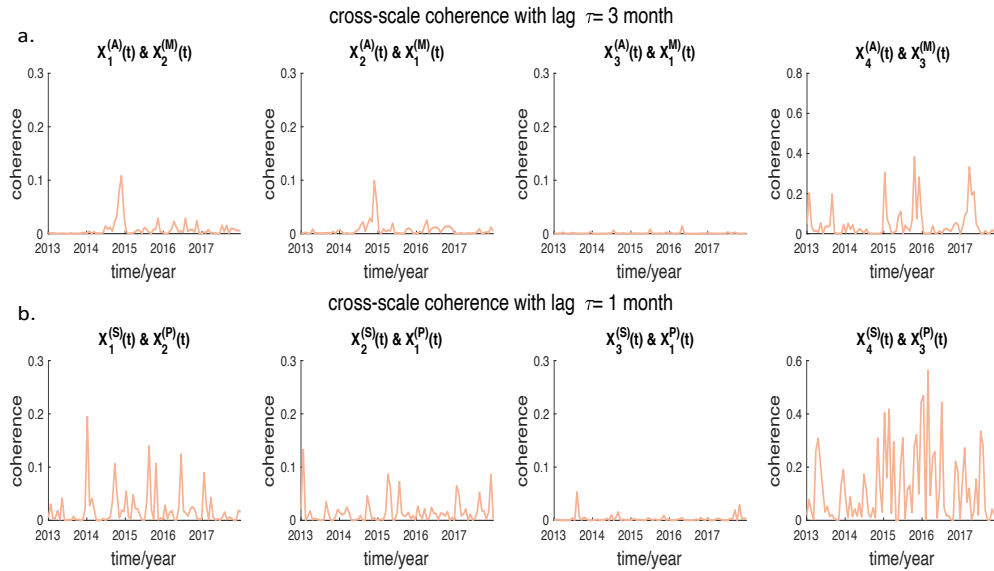 cross-scale coherence with lag τ= 3 month
a.
X1(A)(t) & X2(M)(t)
X2(A)(t) & X1(M)(t)
X3(A)(t) & X1M)(t)
X4(A)(t) & X3(M)(t)
coherence
0.3
0.2
0.1
0
2013 2014 2015 2016 2017
time/year
coherence
0.3
0.2
0.1
0
2013 2014 2015 2016 2017
time/year
coherence
0.3
0.2
0.1
0
2013 2014 2015 2016 2017
time/year
coherence
0.8
0.6
0.4
0.2
0
2013 2014 2015 2016 2017
time/year
cross-scale coherence with lag τ= 1 month
b.
X1(S)(t) & X2(P)(t)
X2(S)(t) & X1(P)(t)
X3(S)(t) & X1P)(t)
X4(S)(t) & X3(P)(t)
coherence
0.3
0.2
0.1
0
2013 2014 2015 2016 2017
time/year
coherence
0.3
0.2
0.1
0
2013 2014 2015 2016 2017
time/year
coherence
0.3
0.2
0.1
0
2013 2014 2015 2016 2017
time/year
coherence
0.6
0.4
0.2
0
2013 2014 2015 2016 2017
time/year